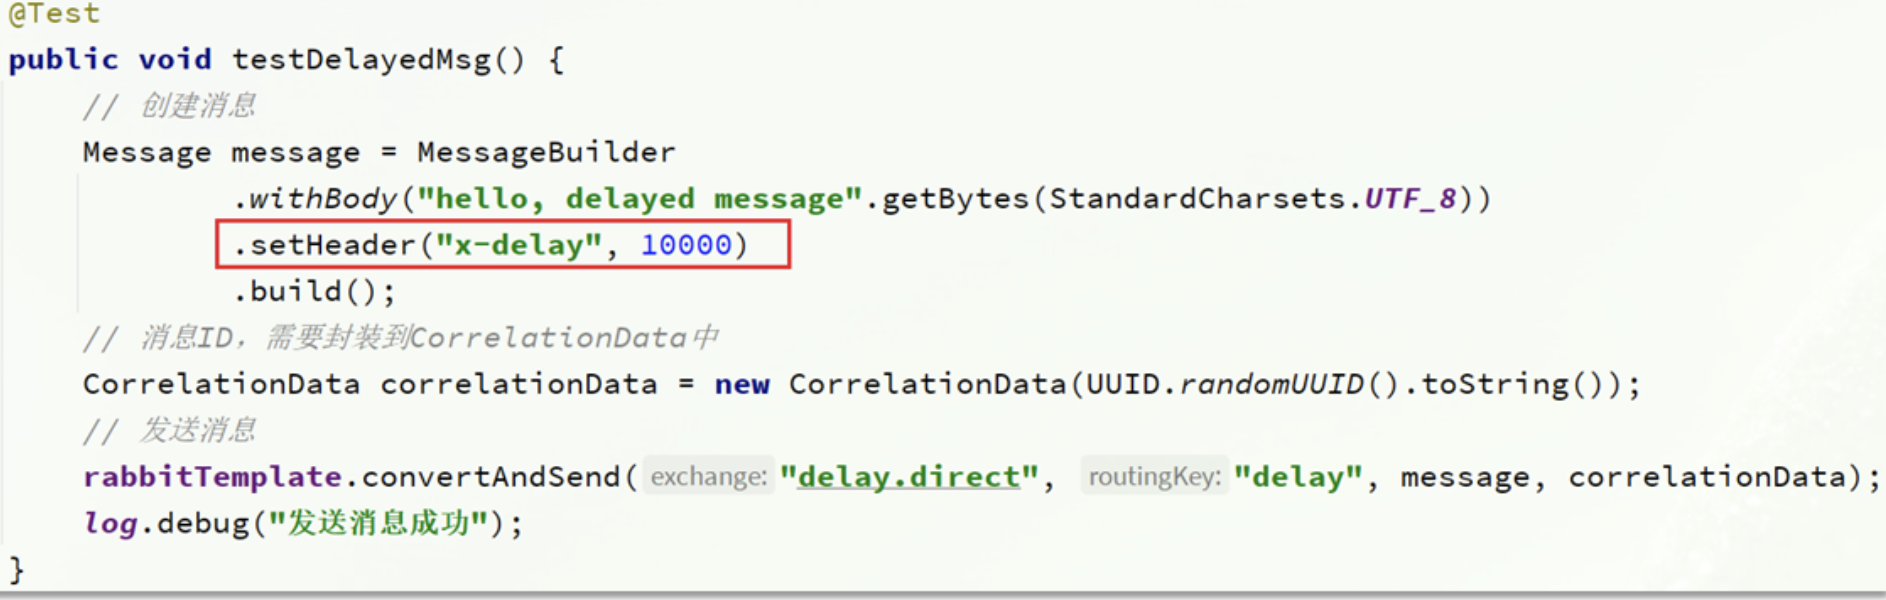 @Test
public void testDelayedMsg() {
// 创建消息
Message message = MessageBuilder
.withBody("hello, delayed message".getBytes(StandardCharsets.UTF_8))
.setHeader("x-delay", 10000)
.build();
// 消息ID，需要封装到CorrelationData中
CorrelationData correlationData = new CorrelationData(UUID.randomUUID().toString());
// 发送消息
rabbitTemplate.convertAndSend( exchange: "delay.direct", routingKey: "delay", message, correlationData);
log.debug("发送消息成功");
}